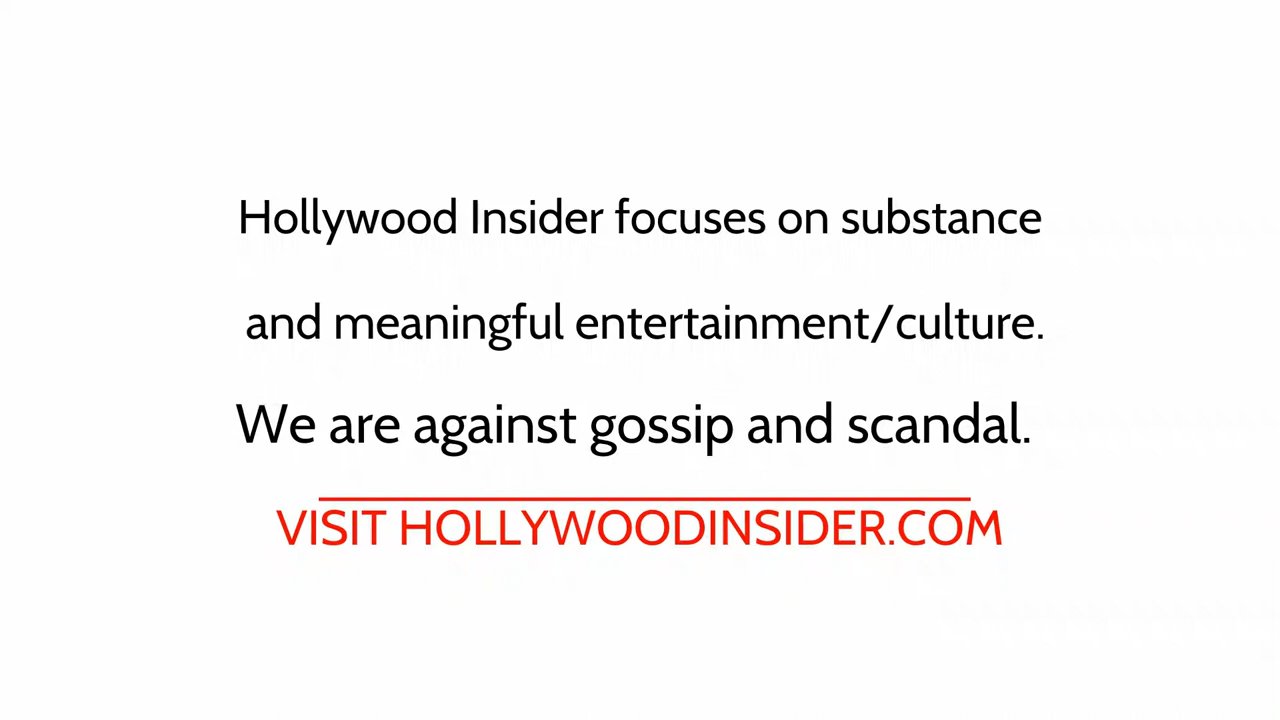 Hollywood Insider focuses on substance
and meaningful entertainment/culture.
We are against gossip and scandal.
VISIT HOLLYWOODINSIDER.COM